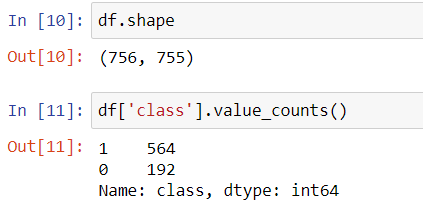 In [10]: df.shape
Out[10]: (756, 755)
In [11]: df['class'].value_counts()
Out[11]: 1    564
0    192
Name: class, dtype: int64